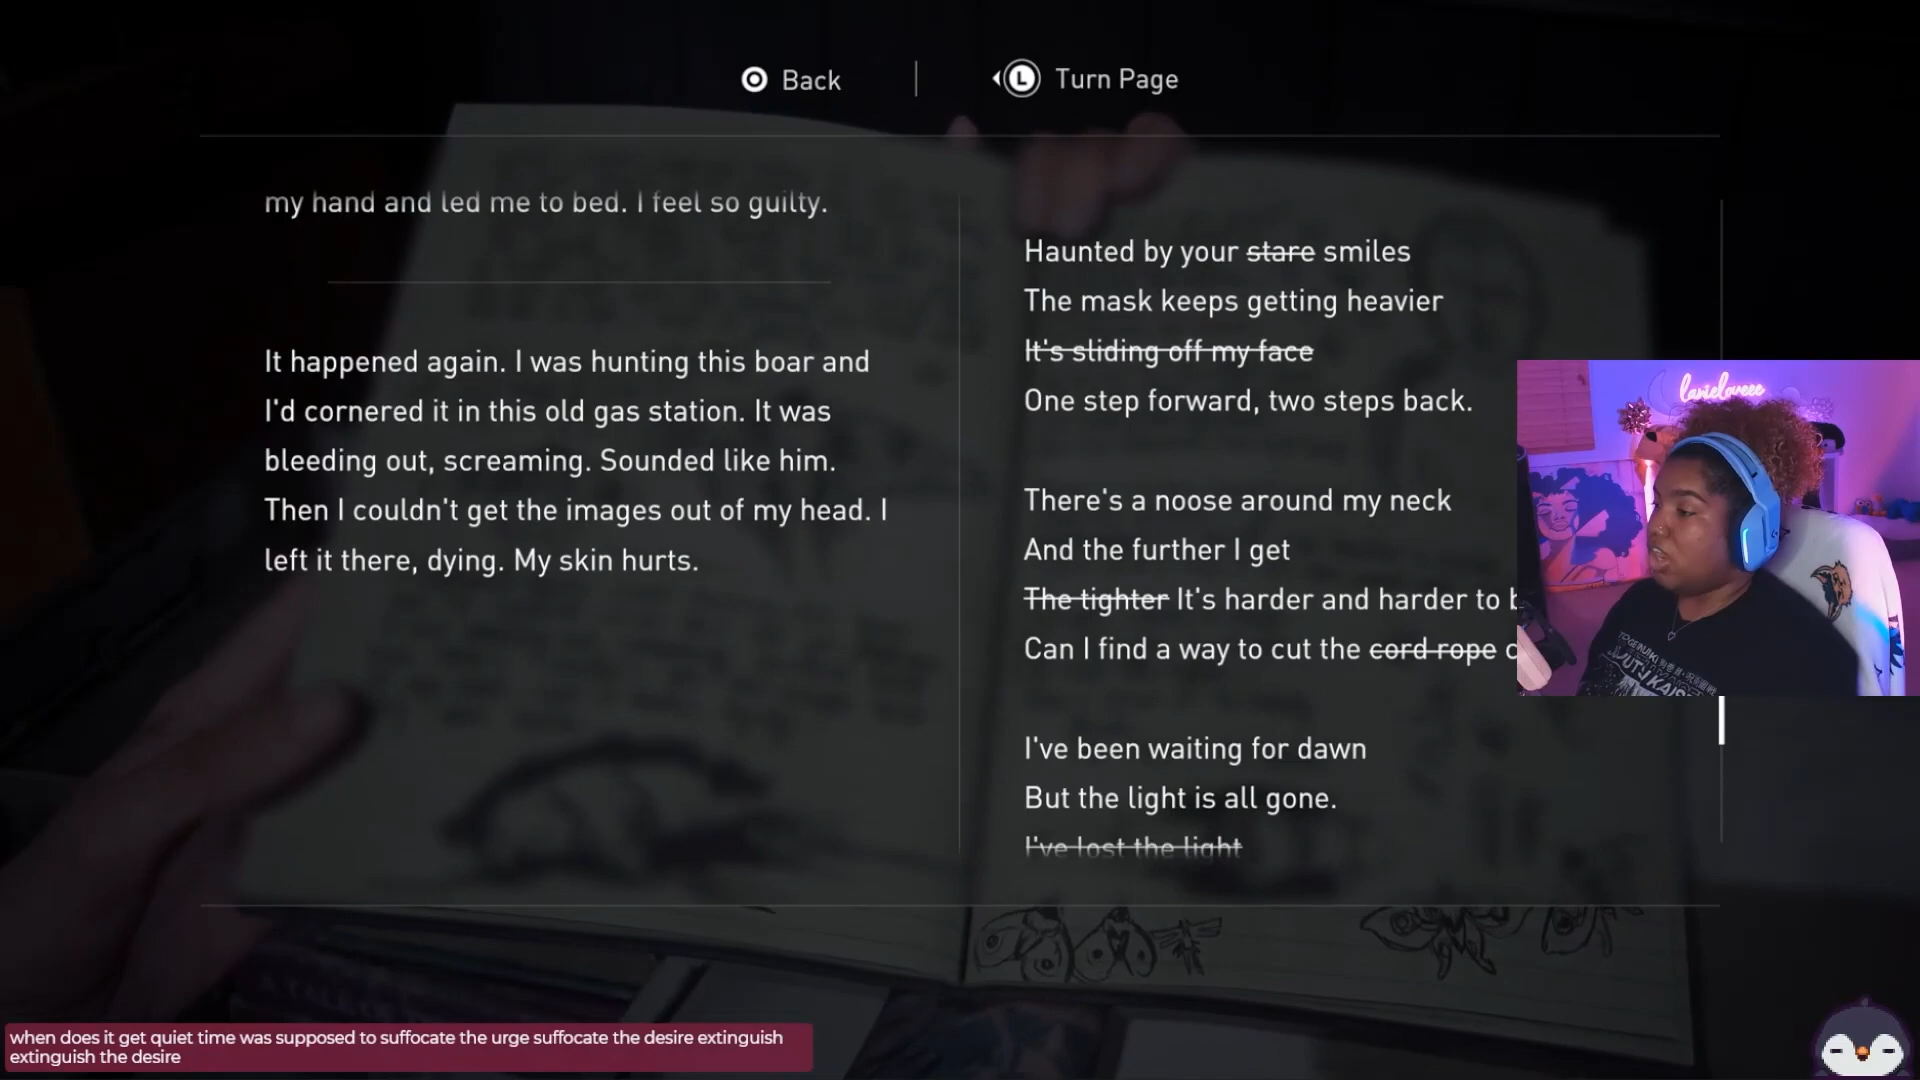 Back
L Turn Page
my hand and led me to bed. I feel so guilty.
It happened again. I was hunting this boar and
I'd cornered it in this old gas station. It was
bleeding out, screaming. Sounded like him.
Then I couldn't get the images out of my head. I
left it there, dying. My skin hurts.
Haunted by your stare smiles
The mask keeps getting heavier
It's sliding off my face
One step forward, two steps back.
There's a noose around my neck
And the further I get
The tighter It's harder and harder to
Can I find a way to cut the cord rope
I've been waiting for dawn
But the light is all gone.
I've lost the light
lanieloveee
when does it get quiet time was supposed to suffocate the urge suffocate the desire extinguish
extinguish the desire